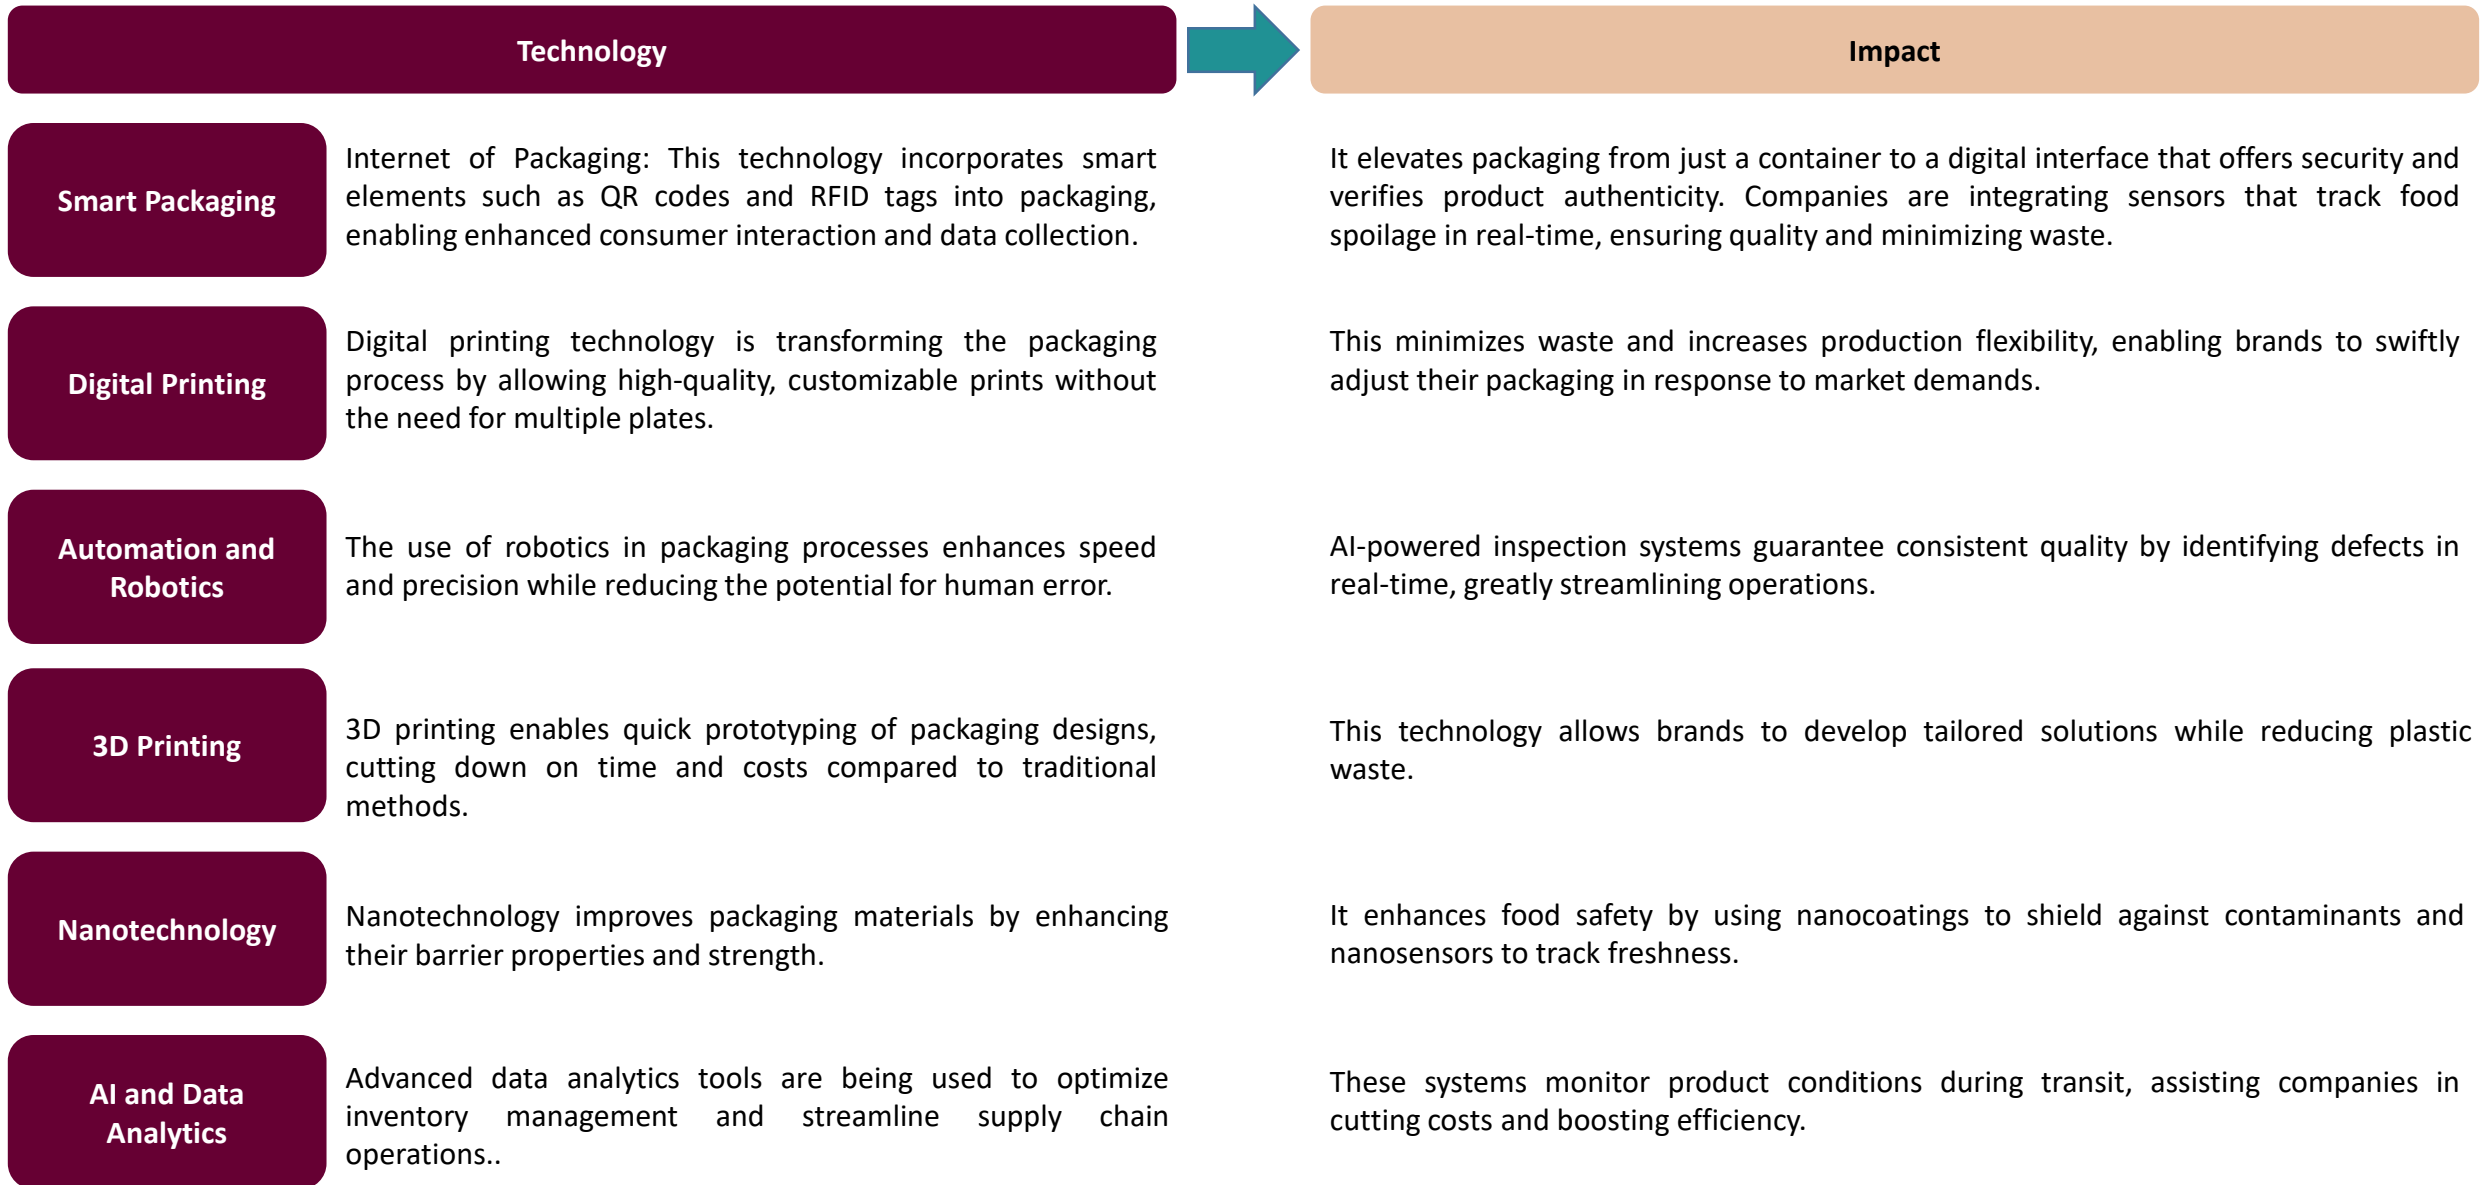 Technology
Impact
Smart Packaging
Internet of Packaging: This technology incorporates smart
elements such as QR codes and RFID tags into packaging,
enabling enhanced consumer interaction and data collection.
It elevates packaging from just a container to a digital interface that offers security and
verifies product authenticity. Companies are integrating sensors that track food
spoilage in real-time, ensuring quality and minimizing waste.
Digital Printing
Digital printing technology is transforming the packaging
process by allowing high-quality, customizable prints without
the need for multiple plates.
This minimizes waste and increases production flexibility, enabling brands to swiftly
adjust their packaging in response to market demands.
Automation and
Robotics
The use of robotics in packaging processes enhances speed
and precision while reducing the potential for human error.
AI-powered inspection systems guarantee consistent quality by identifying defects in
real-time, greatly streamlining operations.
3D Printing
3D printing enables quick prototyping of packaging designs,
cutting down on time and costs compared to traditional
methods.
This technology allows brands to develop tailored solutions while reducing plastic
waste.
Nanotechnology
Nanotechnology improves packaging materials by enhancing
their barrier properties and strength.
It enhances food safety by using nanocoatings to shield against contaminants and
nanosensors to track freshness.
AI and Data
Analytics
Advanced data analytics tools are being used to optimize
inventory management and streamline supply chain
operations..
These systems monitor product conditions during transit, assisting companies in
cutting costs and boosting efficiency.